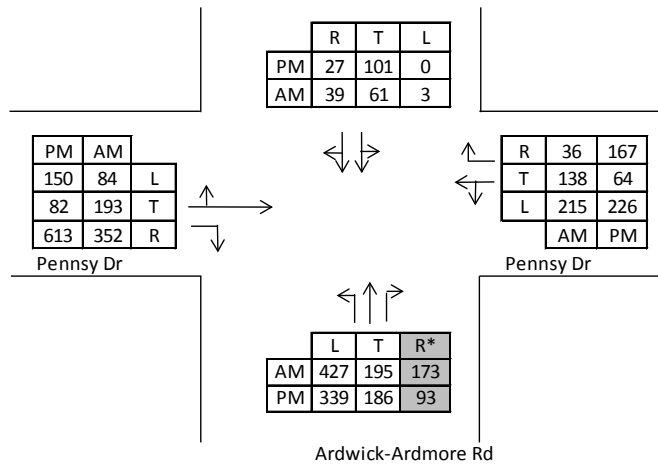 R T L
PM 27 101 0
AM 39 61 3
PM AM
150 84 L
82 193 T
613 352 R
Pennsy Dr
R 36 167
T 138 64
L 215 226
AM PM
Pennsy Dr
L T R*
AM 427 195 173
PM 339 186 93
Ardwick-Ardmore Rd